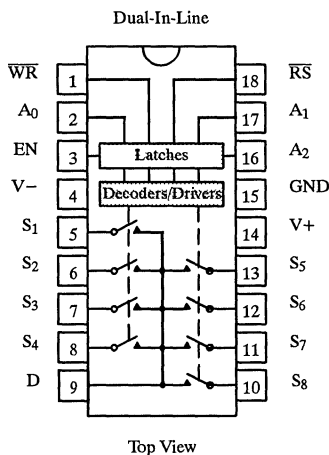 Dual-In-Line
W̅R̅ 1 18 R̅S̅
A₀ 2 17 A₁
EN 3 Latches 16 A₂
V− 4 Decoders/Drivers 15 GND
S₁ 5 14 V+
S₂ 6 13 S₅
S₃ 7 12 S₆
S₄ 8 11 S₇
D 9 10 S₈
Top View